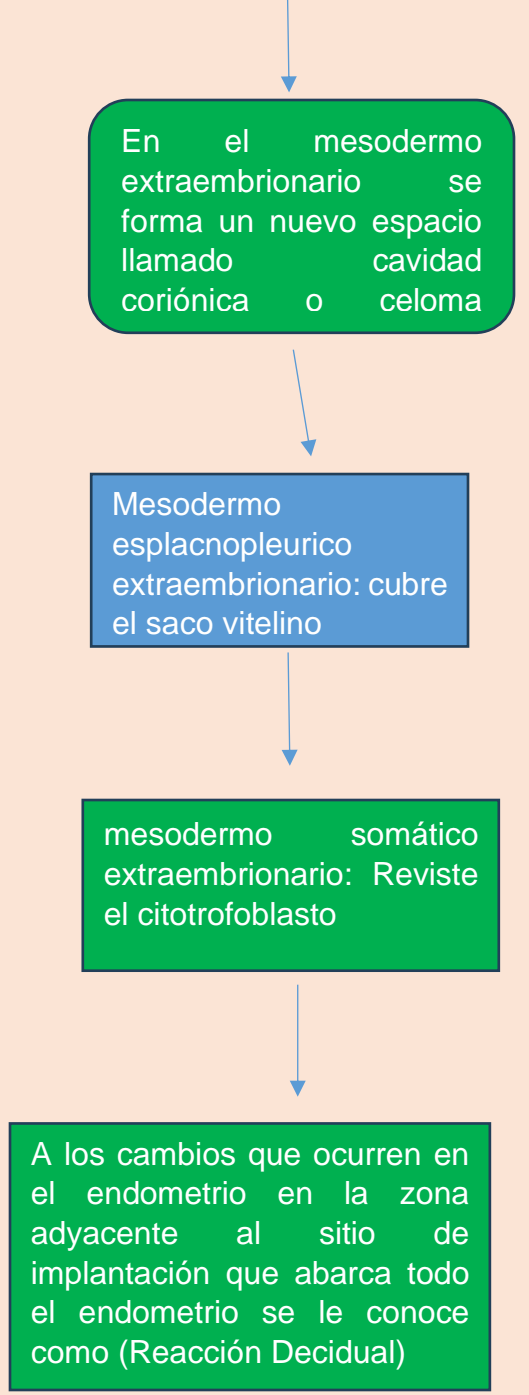 En el mesodermo
extraembrionario se
forma un nuevo espacio
llamado cavidad
coriónica o celoma
Mesodermo
esplacnopleurico
extraembrionario: cubre
el saco vitelino
mesodermo somático
extraembrionario: Reviste
el citotrofoblasto
A los cambios que ocurren en
el endometrio en la zona
adyacente al sitio de
implantación que abarca todo
el endometrio se le conoce
como (Reacción Decidual)